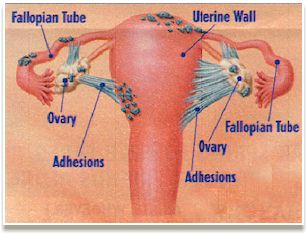 Fallopian Tube
Uterine Wall
Ovary
Adhesions
Fallopian Tube
Ovary
Adhesions